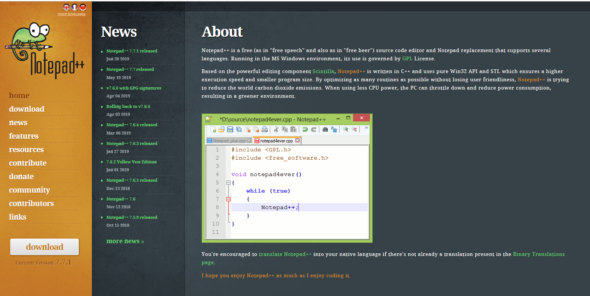 Notepad++
home
download
news
features
resources
contribute
donate
community
contributors
links
download
Current Version 7.7.1
News
Notepad++ 7.7.1 released
Jun 20 2019
Notepad++ 7.7 released
May 19 2019
v7.6.6 with GPG signatures
Apr 04 2019
Rolling back to v7.6.4
Apr 03 2019
Notepad++ 7.6.4 released
Mar 06 2019
Notepad++ 7.6.3 released
Jan 27 2019
7.6.2 Yellow Vest Edition
Jan 01 2019
Notepad++ 7.6.1 released
Dec 13 2018
Notepad++ 7.6
Nov 13 2018
Notepad++ 7.5.9 released
Oct 15 2018
more news »
About
Notepad++ is a free (as in "free speech" and also as in "free beer") source code editor and Notepad replacement that supports several
languages. Running in the MS Windows environment, its use is governed by GPL License.
Based on the powerful editing component Scintilla, Notepad++ is written in C++ and uses pure Win32 API and STL which ensures a higher
execution speed and smaller program size. By optimizing as many routines as possible without losing user friendliness, Notepad++ is trying
to reduce the world carbon dioxide emissions. When using less CPU power, the PC can throttle down and reduce power consumption,
resulting in a greener environment.
*D:\source\notepad4ever.cpp - Notepad++
notepad4ever.cpp
1 #include <GPL.h>
2 #include <free_software.h>
3
4 void notepad4ever()
5 {
6 while (true)
7 {
8 Notepad++;
9 }
10 }
11
You're encouraged to translate Notepad++ into your native language if there's not already a translation present in the Binary Translations
page.
I hope you enjoy Notepad++ as much as I enjoy coding it.